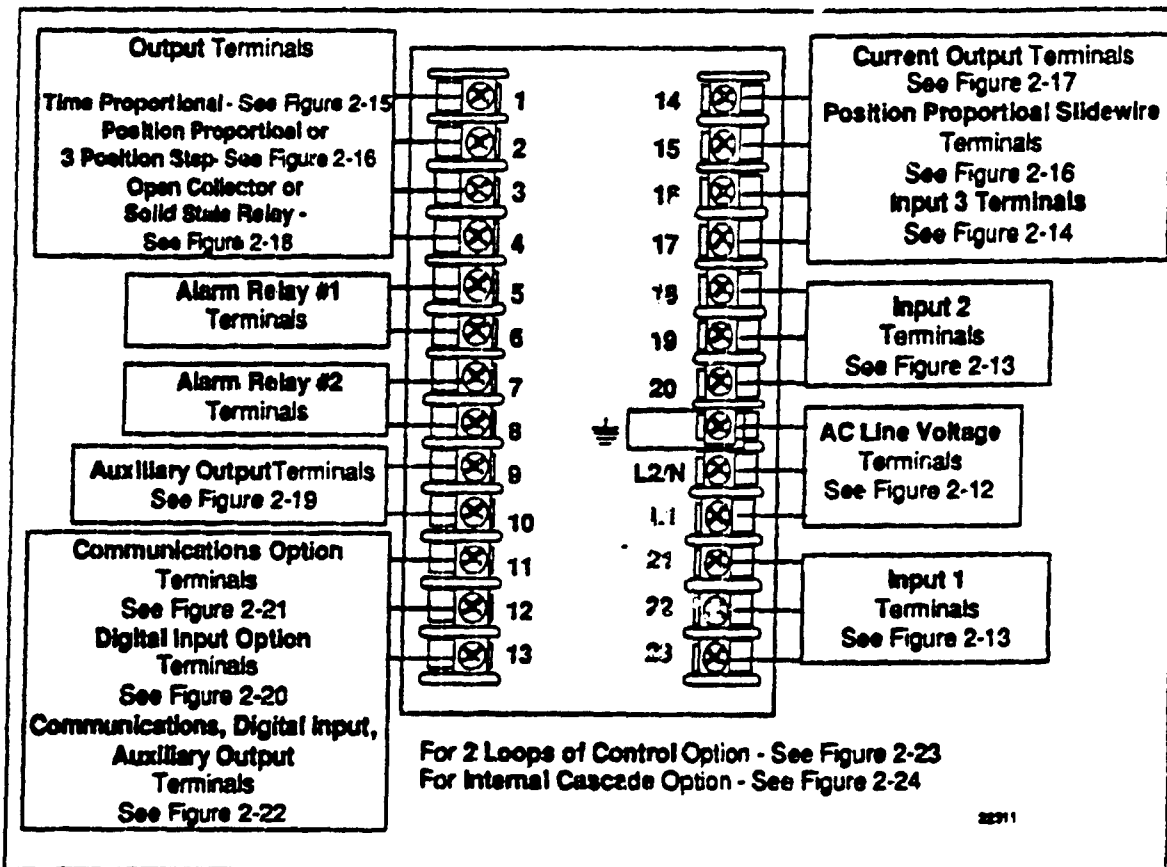 Output Terminals
Time Proportional - See Figure 2-15
Position Proportioal or
3 Position Step- See Figure 2-16
Open Collector or
Solid State Relay -
See Figure 2-18
Alarm Relay #1
Terminals
Alarm Relay #2
Terminals
Auxiliary Output Terminals
See Figure 2-19
Communications Option
Terminals
See Figure 2-21
Digital Input Option
Terminals
See Figure 2-20
Communications, Digital Input,
Auxiliary Output
Terminals
See Figure 2-22
1
2
3
4
5
6
7
8
9
10
11
12
13
14
15
16
17
18
19
20
L2/N
L1
21
22
23
Current Output Terminals
See Figure 2-17
Position Proportioal Slidewire
Terminals
See Figure 2-16
Input 3 Terminals
See Figure 2-14
Input 2
Terminals
See Figure 2-13
AC Line Voltage
Terminals
See Figure 2-12
Input 1
Terminals
See Figure 2-13
For 2 Loops of Control Option - See Figure 2-23
For Internal Cascade Option - See Figure 2-24